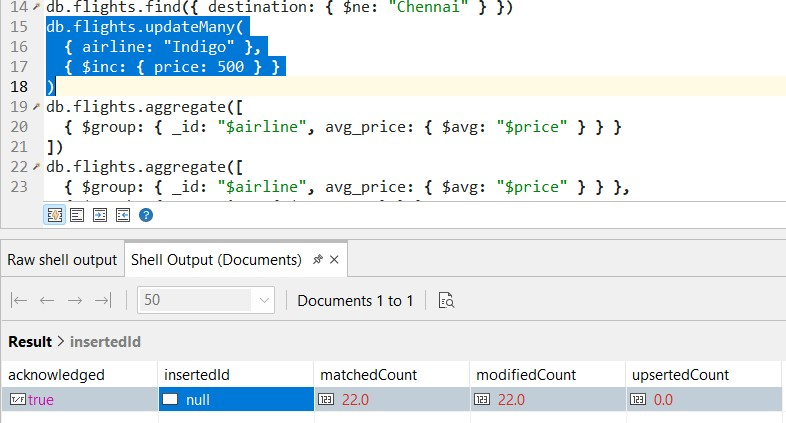 14 db.flights.find({ destination: { $ne: "Chennai" } })
15 db.flights.updateMany(
16 { airline: "Indigo" },
17 { $inc: { price: 500 } }
18 )
19 db.flights.aggregate([
20 { $group: { _id: "$airline", avg_price: { $avg: "$price" } } }
21 ])
22 db.flights.aggregate([
23 { $group: { _id: "$airline", avg_price: { $avg: "$price" } } },
Raw shell output Shell Output (Documents)
50 Documents 1 to 1
Result > insertedId
acknowledged insertedId matchedCount modifiedCount upsertedCount
T/F true null 123 22.0 123 22.0 123 0.0